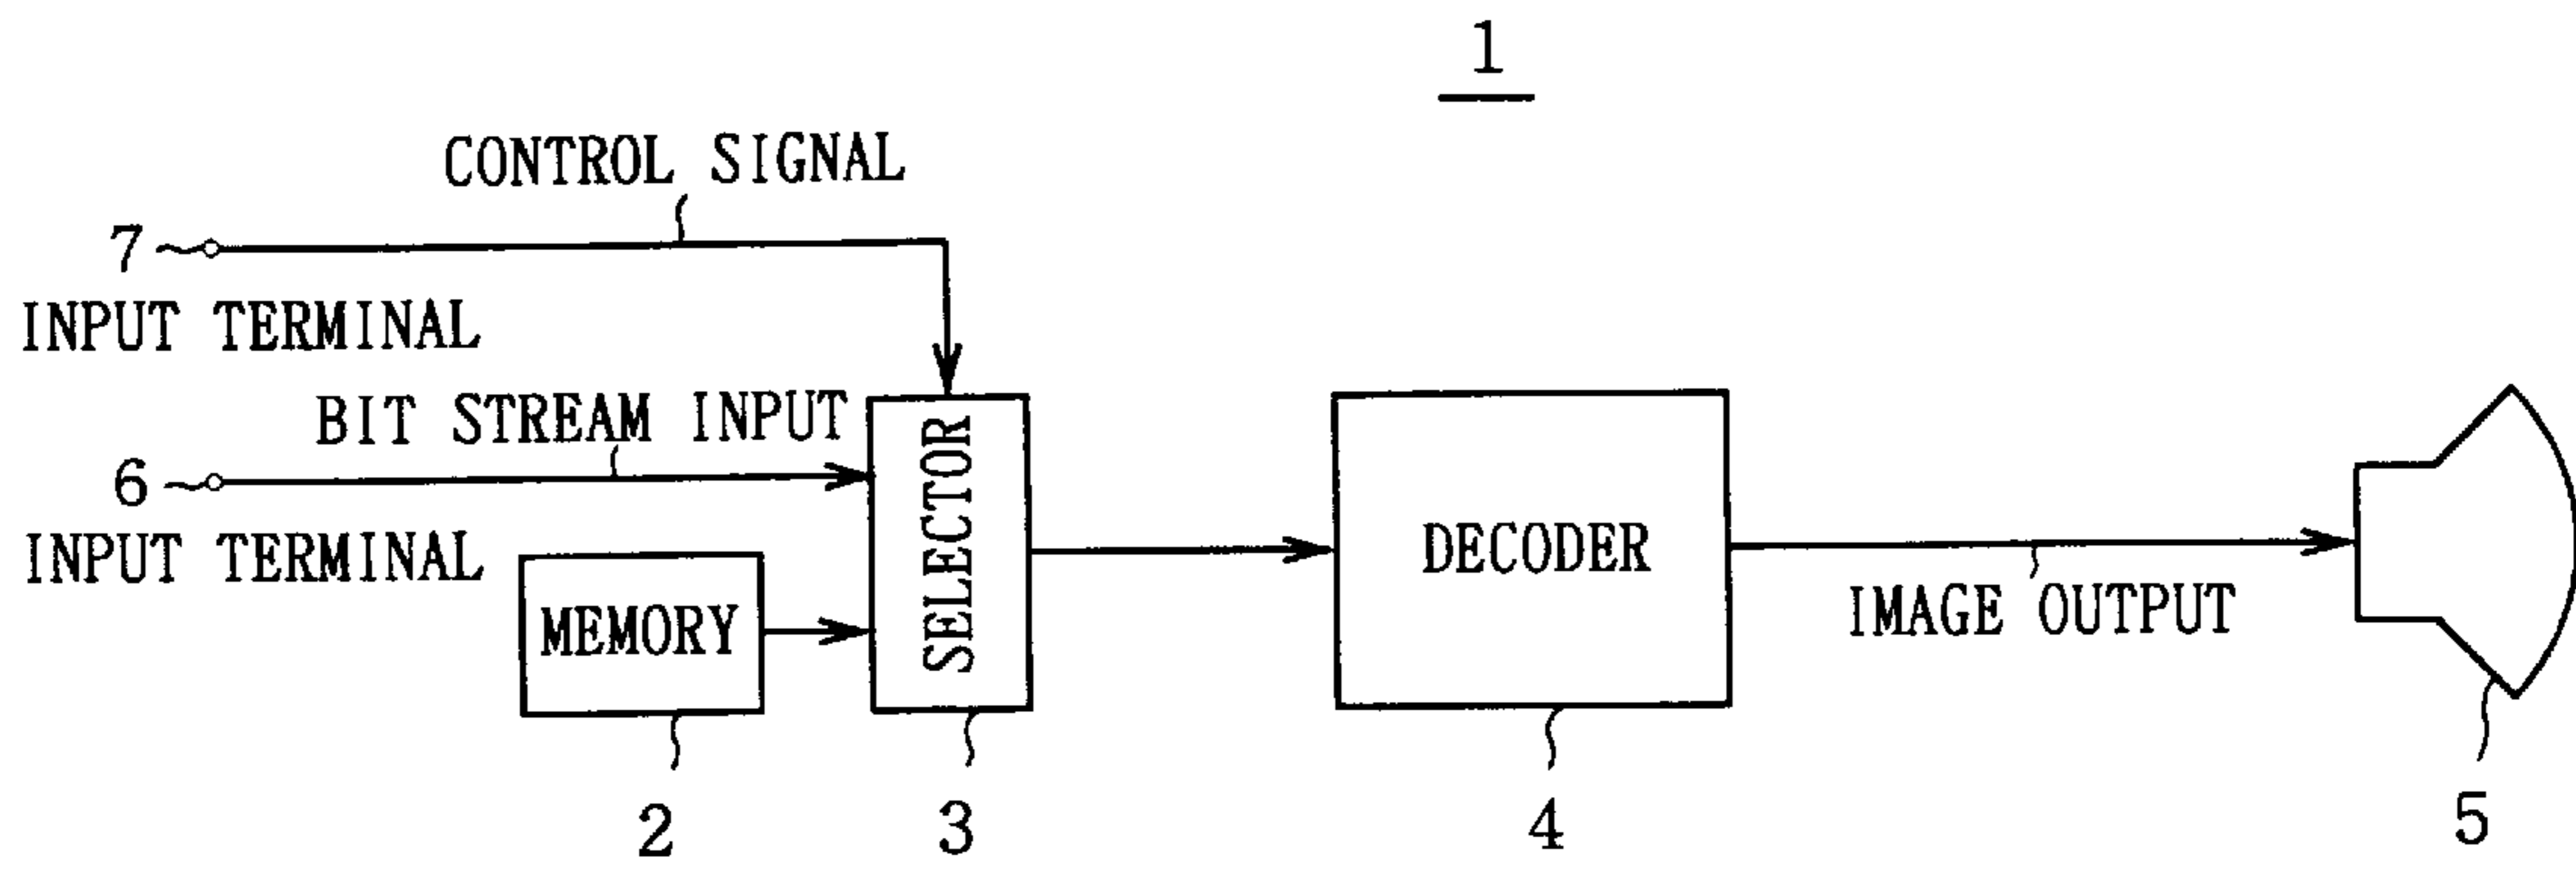 1
CONTROL SIGNAL
7
INPUT TERMINAL
BIT STREAM INPUT
6
INPUT TERMINAL
MEMORY
SELECTOR
DECODER
IMAGE OUTPUT
2
3
4
5